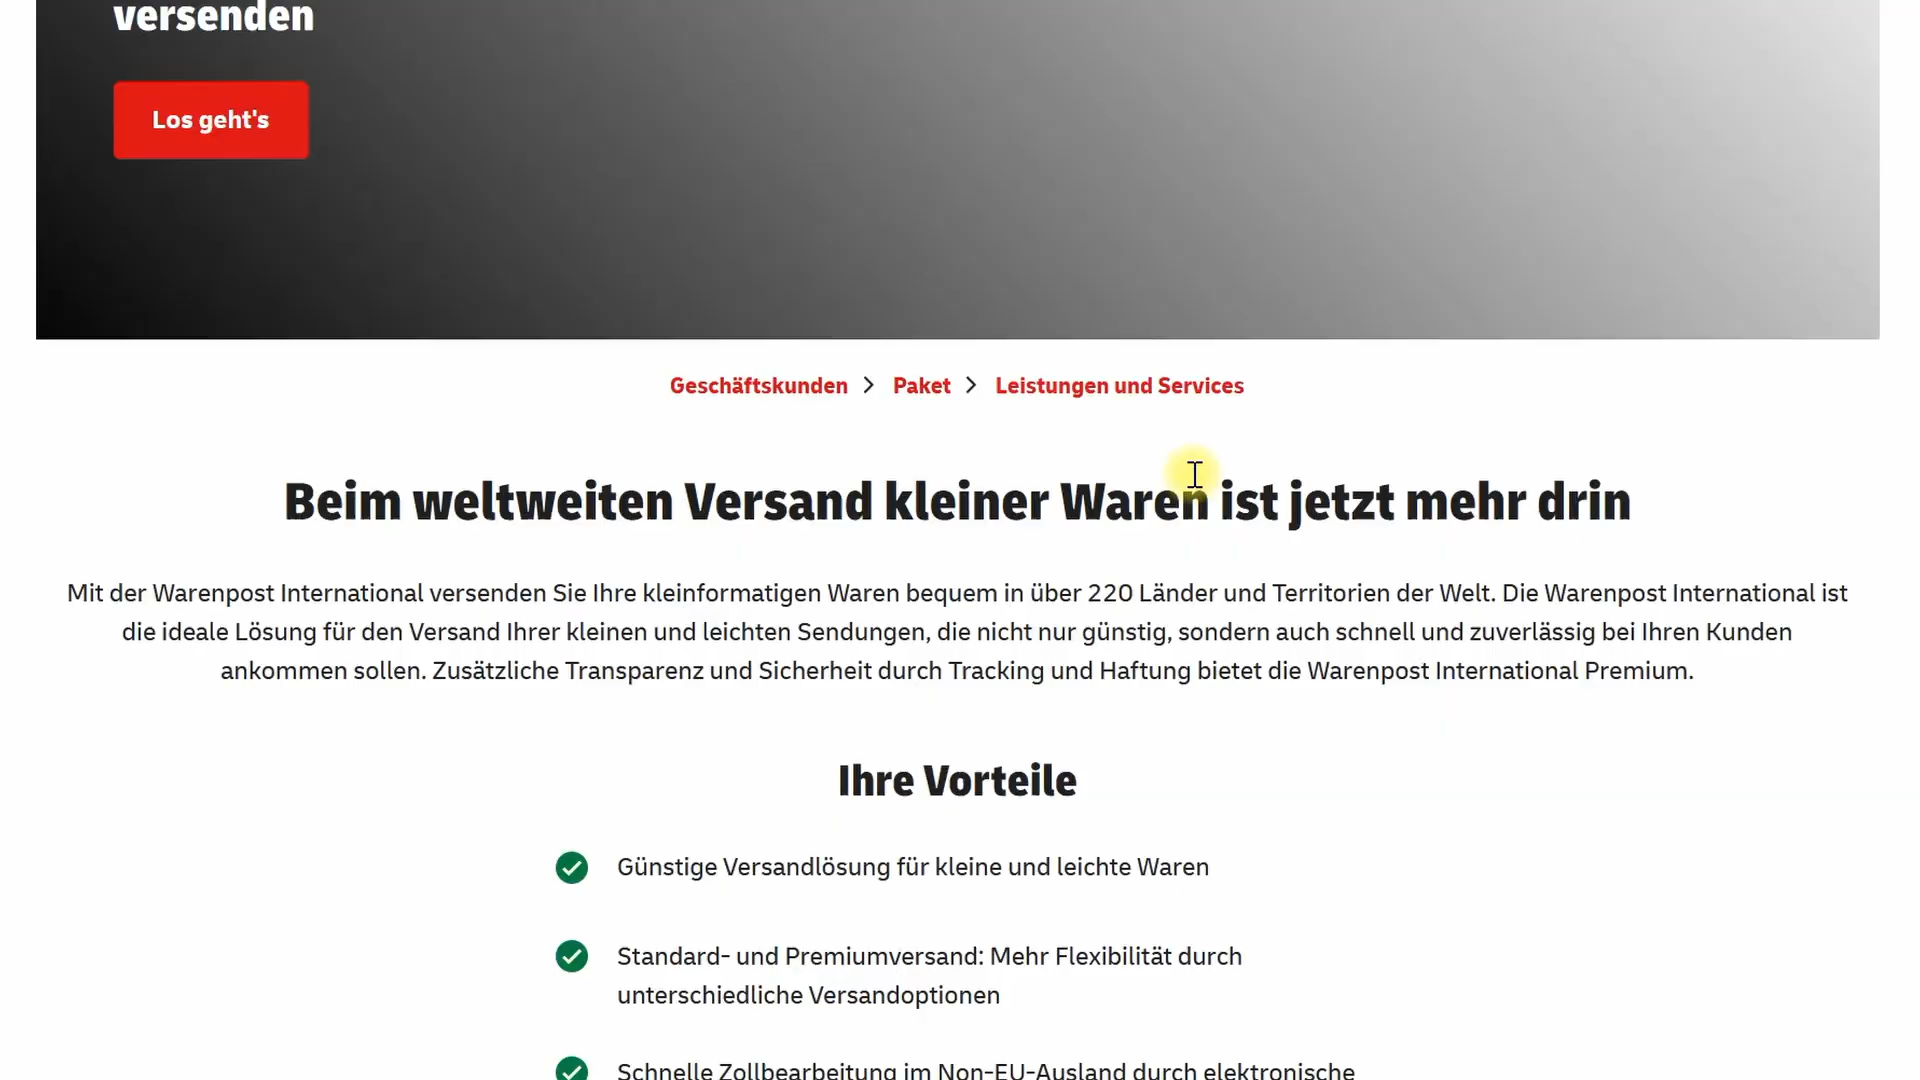 versenden
Los geht's
Geschäftskunden > Paket > Leistungen und Services
Beim weltweiten Versand kleiner Waren ist jetzt mehr drin
Mit der Warenpost International versenden Sie Ihre kleinformatigen Waren bequem in über 220 Länder und Territorien der Welt. Die Warenpost International ist
die ideale Lösung für den Versand Ihrer kleinen und leichten Sendungen, die nicht nur günstig, sondern auch schnell und zuverlässig bei Ihren Kunden
ankommen sollen. Zusätzliche Transparenz und Sicherheit durch Tracking und Haftung bietet die Warenpost International Premium.
Ihre Vorteile
Günstige Versandlösung für kleine und leichte Waren
Standard- und Premiumversand: Mehr Flexibilität durch
unterschiedliche Versandoptionen
Schnelle Zollbearbeitung im Non-EU-Ausland durch elektronische